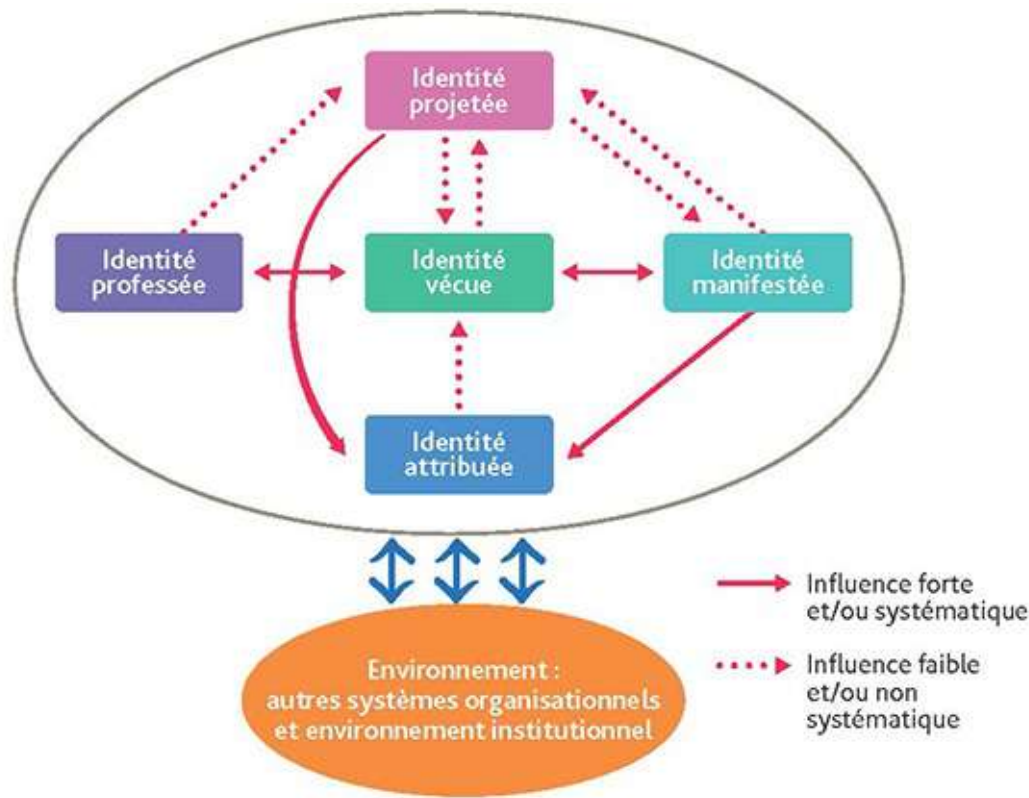 Identité
projetée
Identité
professée
Identité
vécue
Identité
manifestée
Identité
attribuée
Environnement :
autres systèmes organisationnels
et environnement institutionnel
Influence forte
et/ou systématique
Influence faible
et/ou non
systématique